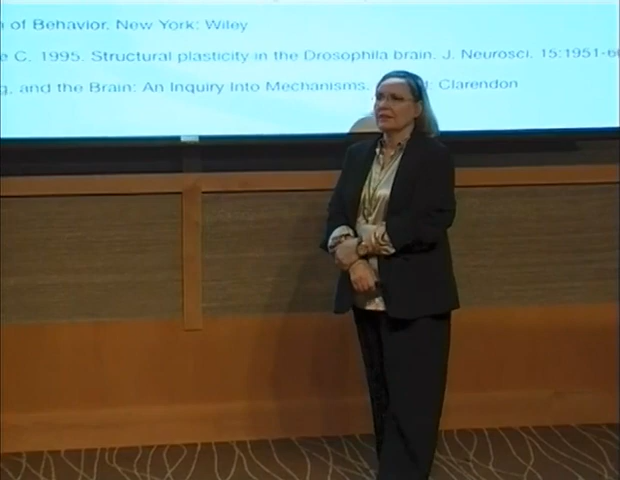 of Behavior. New York: Wiley
e C. 1995. Structural plasticity in the Drosophila brain. J. Neurosci. 15:1951-6
g, and the Brain: An Inquiry Into Mechanisms. : Clarendon